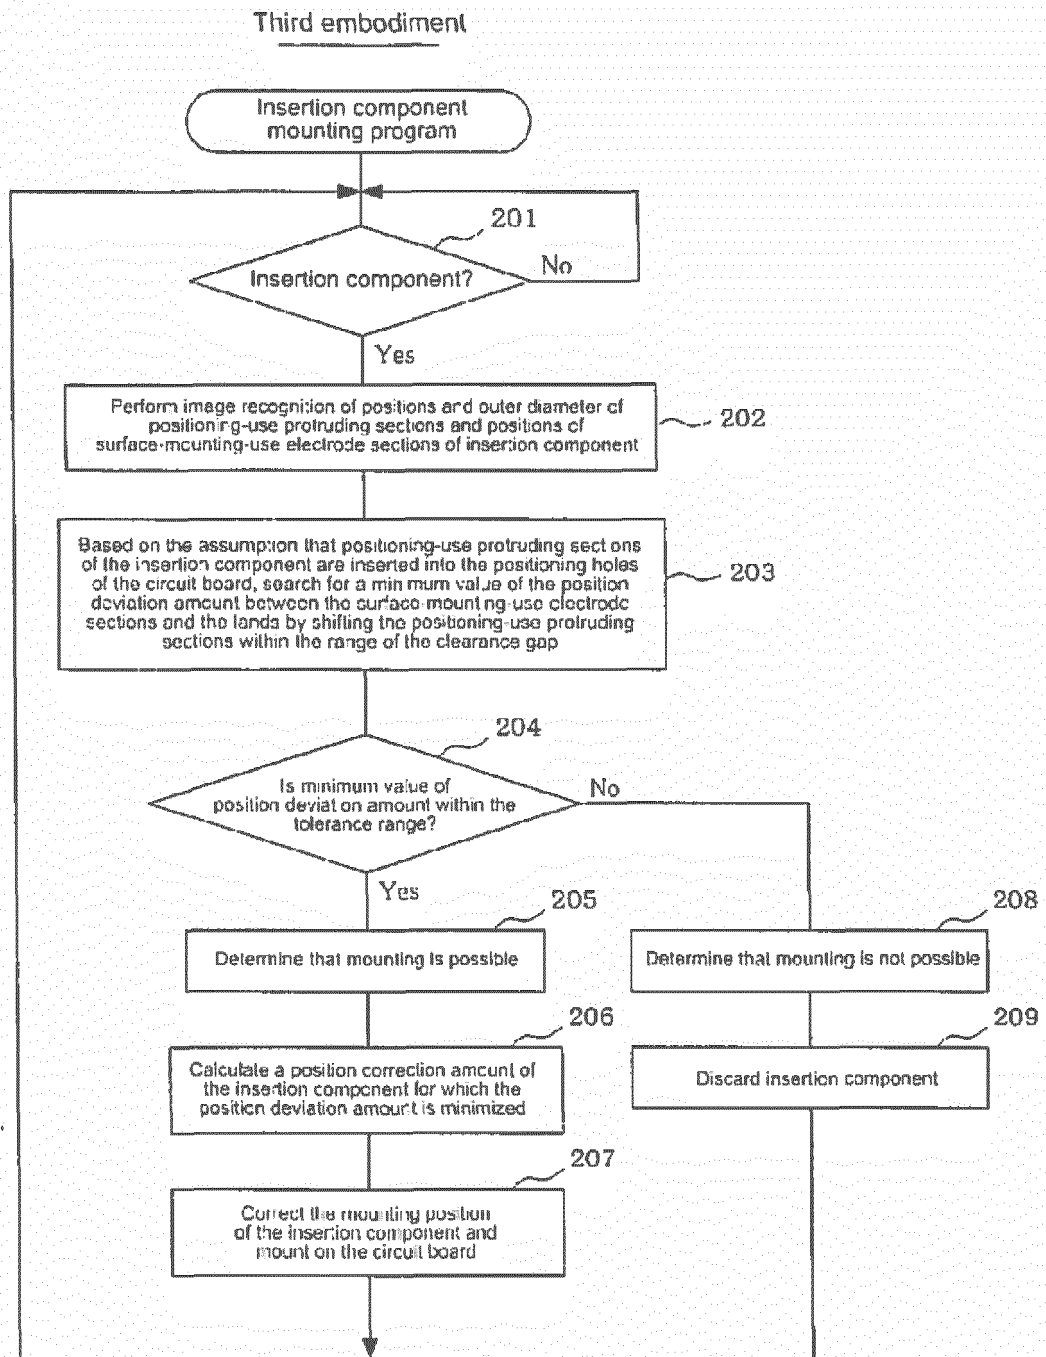 Third embodiment
Insertion component
mounting program
201
Insertion component?
No
Yes
Perform image recognition of positions and outer diameter of
positioning-use protruding sections and positions of
surface-mounting-use electrode sections of insertion component
202
Based on the assumption that positioning-use protruding sections
of the insertion component are inserted into the positioning holes
of the circuit board, search for a minimum value of the position
deviation amount between the surface-mounting-use electrode
sections and the lands by shifting the positioning-use protruding
sections within the range of the clearance gap
203
204
Is minimum value of
position deviation amount within the
tolerance range?
No
Yes
205
Determine that mounting is possible
208
Determine that mounting is not possible
206
Calculate a position correction amount of
the insertion component for which the
position deviation amount is minimized
209
Discard insertion component
207
Correct the mounting position
of the insertion component and
mount on the circuit board